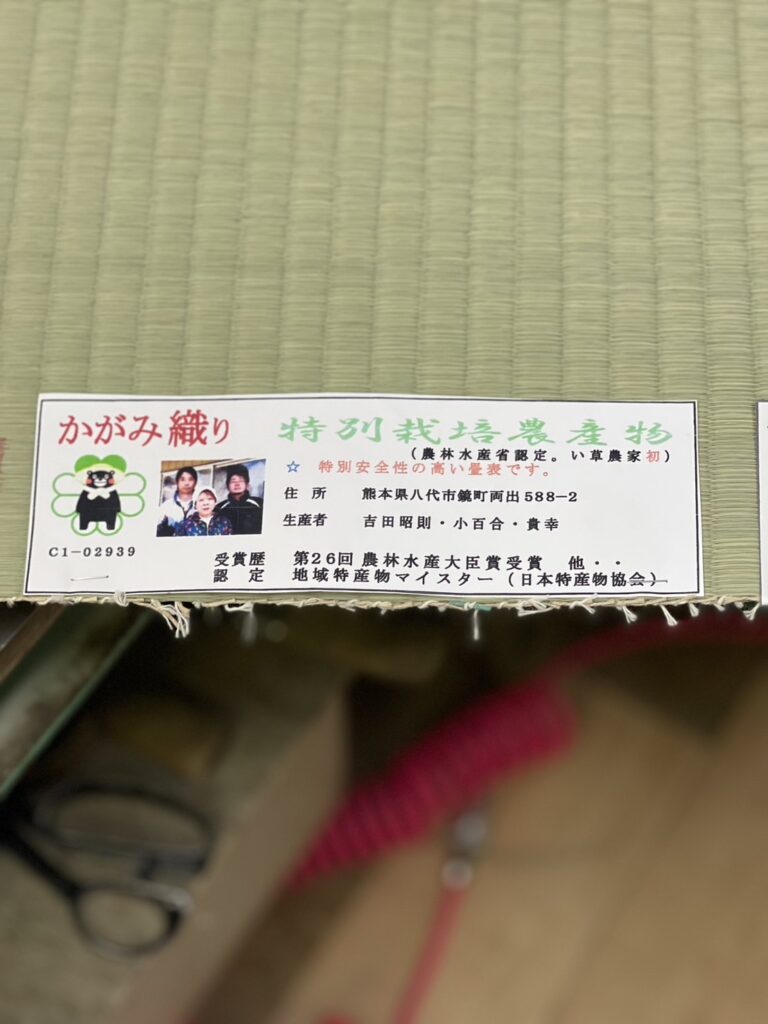 かがみ織り 特別栽培農産物
(農林水産省認定。い草農家初)
☆ 特別安全性の高い畳表です。
住所 熊本県八代市鏡町両出588-2
生産者 吉田昭則・小百合・貴幸
C1-02939
受賞歴 第26回 農林水産大臣賞受賞 他・・
認定 地域特産物マイスター(日本特産物協会)